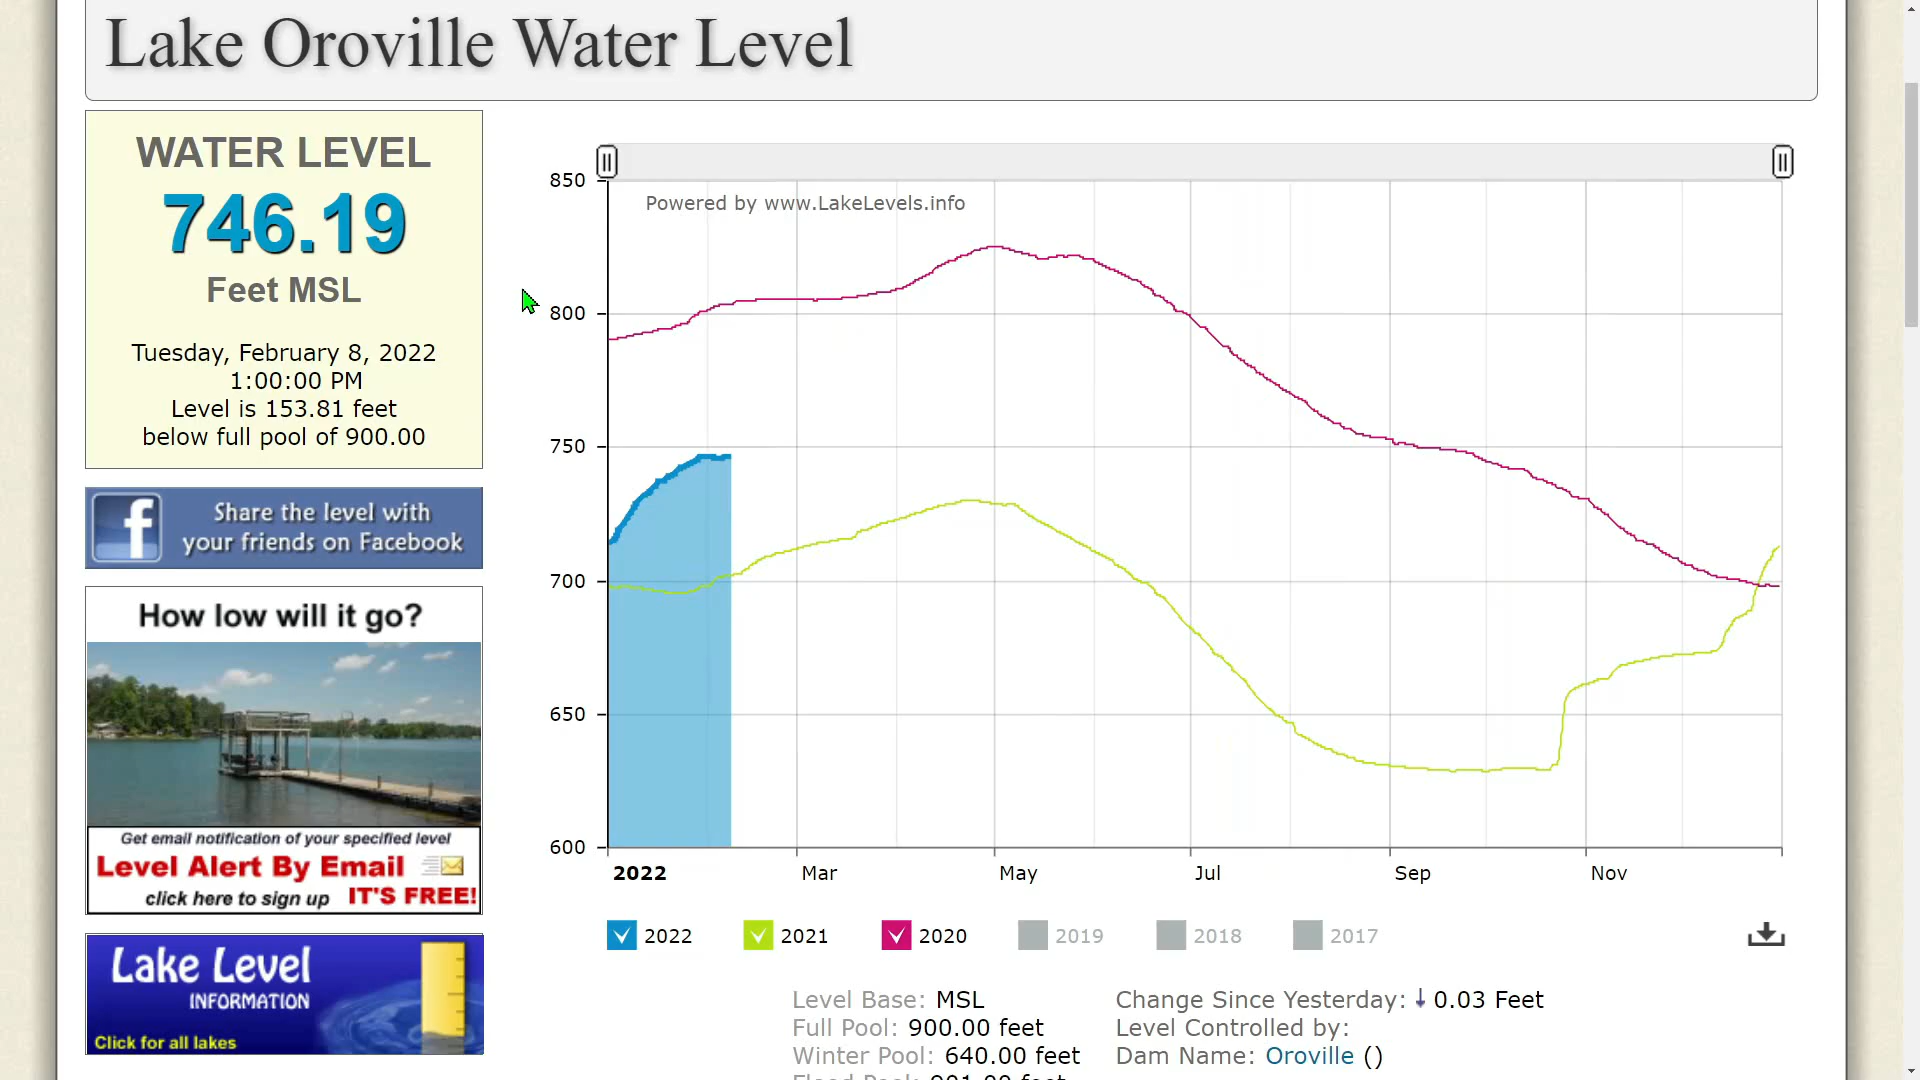 Lake Oroville Water Level
WATER LEVEL
746.19
Feet MSL
Tuesday, February 8, 2022
1:00:00 PM
Level is 153.81 feet
below full pool of 900.00
Share the level with
your friends on Facebook
How low will it go?
Get email notification of your specified level
Level Alert By Email
click here to sign up IT'S FREE!
Lake Level
INFORMATION
Click for all lakes
Powered by www.LakeLevels.info
850
800
750
700
650
600
2022 Mar May Jul Sep Nov
2022 2021 2020 2019 2018 2017
Level Base: MSL
Full Pool: 900.00 feet
Winter Pool: 640.00 feet
Change Since Yesterday: 0.03 Feet
Level Controlled by:
Dam Name: Oroville ()